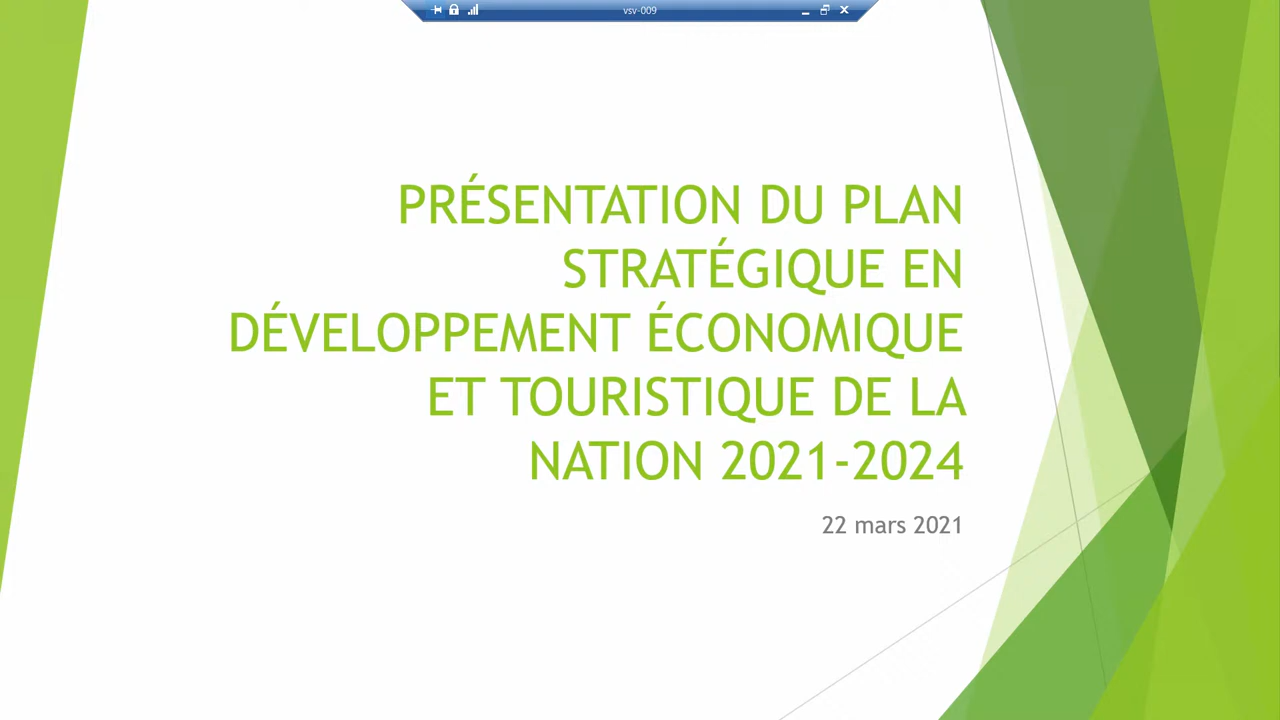 vsv-009
PRÉSENTATION DU PLAN
STRATÉGIQUE EN
DÉVELOPPEMENT ÉCONOMIQUE
ET TOURISTIQUE DE LA
NATION 2021-2024
22 mars 2021